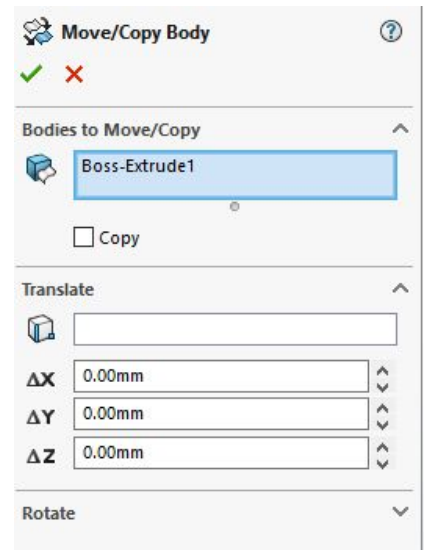 Move/Copy Body
Bodies to Move/Copy
Boss-Extrude1
Copy
Translate
ΔX 0.00mm
ΔY 0.00mm
ΔZ 0.00mm
Rotate